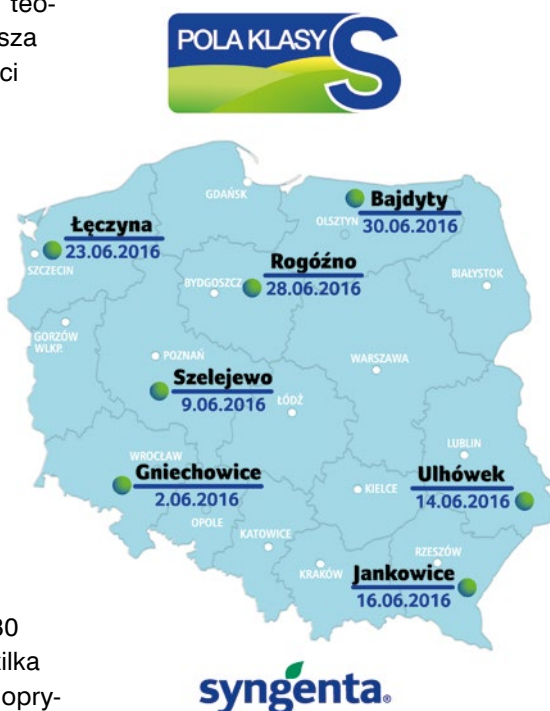 teo-
sza
ci
POLA KLASY S
GDAŃSK
Bajdyty
30.06.2016
OLSZTYN
Łęczyna
23.06.2016
SZCZECIN
Rogóźno
28.06.2016
BYDGOSZCZ
BIAŁYSTOK
GORZÓW
WLKP.
POZNAŃ
WARSZAWA
Szelejewo
9.06.2016
ŁÓDŹ
WROCŁAW
LUBLIN
Gniechowice
2.06.2016
Ulhówek
14.06.2016
KIELCE
OPOLE
KATOWICE
RZESZÓW
KRAKÓW
Jankowice
16.06.2016
30
ilka
opry-
syngenta.